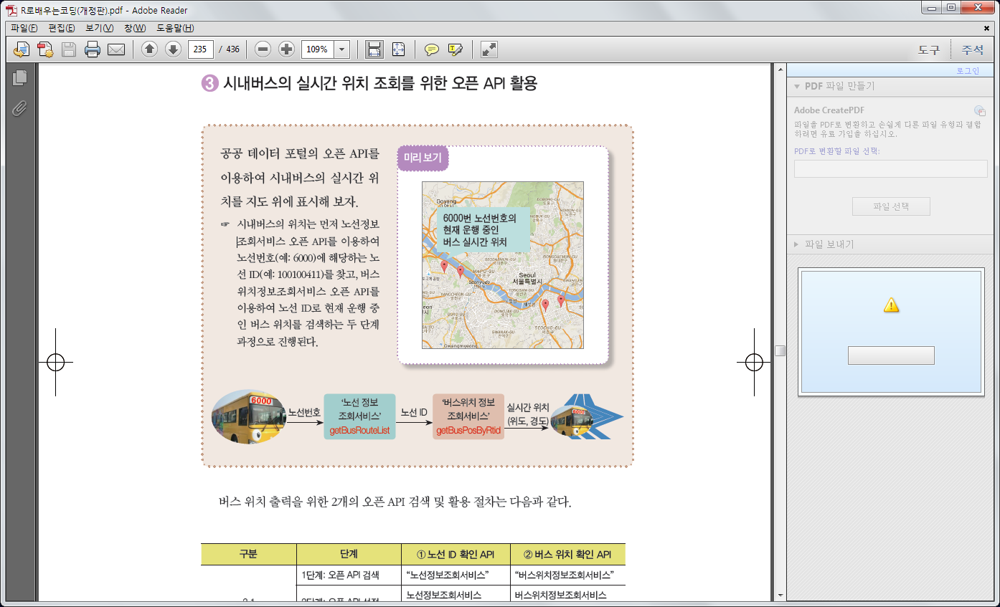 R로배우는코딩(개정판).pdf - Adobe Reader
파일(F) 편집(E) 보기(V) 창(W) 도움말(H)
235 / 436 109% 도구 주석
로그인
PDF 파일 만들기
Adobe CreatePDF
파일을 PDF로 변환하고 손쉽게 다른 파일 유형과 결합
하려면 유료 가입을 하십시오.
PDF로 변환할 파일 선택:
파일 선택
파일 보내기
3 시내버스의 실시간 위치 조회를 위한 오픈 API 활용
공공 데이터 포털의 오픈 API를
이용하여 시내버스의 실시간 위
치를 지도 위에 표시해 보자.
☞ 시내버스의 위치는 먼저 노선정보
조회서비스 오픈 API를 이용하여
노선번호(예: 6000)에 해당하는 노
선 ID(예: 100100411)를 찾고, 버스
위치정보조회서비스 오픈 API를
이용하여 노선 ID로 현재 운행 중
인 버스 위치를 검색하는 두 단계
과정으로 진행된다.
미리 보기
Goyang
6000번 노선번호의
현재 운행 중인
버스 실시간 위치
DOBONG-GU
SEODAEMUN-GU
DONGDAEMUN-GU
MAPO-GU
Seoul
서울특별시
YANGCHEON-GU
YONGSAN-GU
GURO-GU
DONGJAK-GU
GWANAK-GU
SEOCHO-GU
Gwangmyeong
6000
노선번호
'노선 정보
조회서비스'
getBusRouteList
노선 ID
'버스위치 정보
조회서비스'
getBusPosByRtid
실시간 위치
(위도, 경도)
6000
버스 위치 출력을 위한 2개의 오픈 API 검색 및 활용 절차는 다음과 같다.
구분 단계 ① 노선 ID 확인 API ② 버스 위치 확인 API
1단계: 오픈 API 검색 “노선정보조회서비스” “버스위치정보조회서비스”
노선정보조회서비스 버스위치정보조회서비스